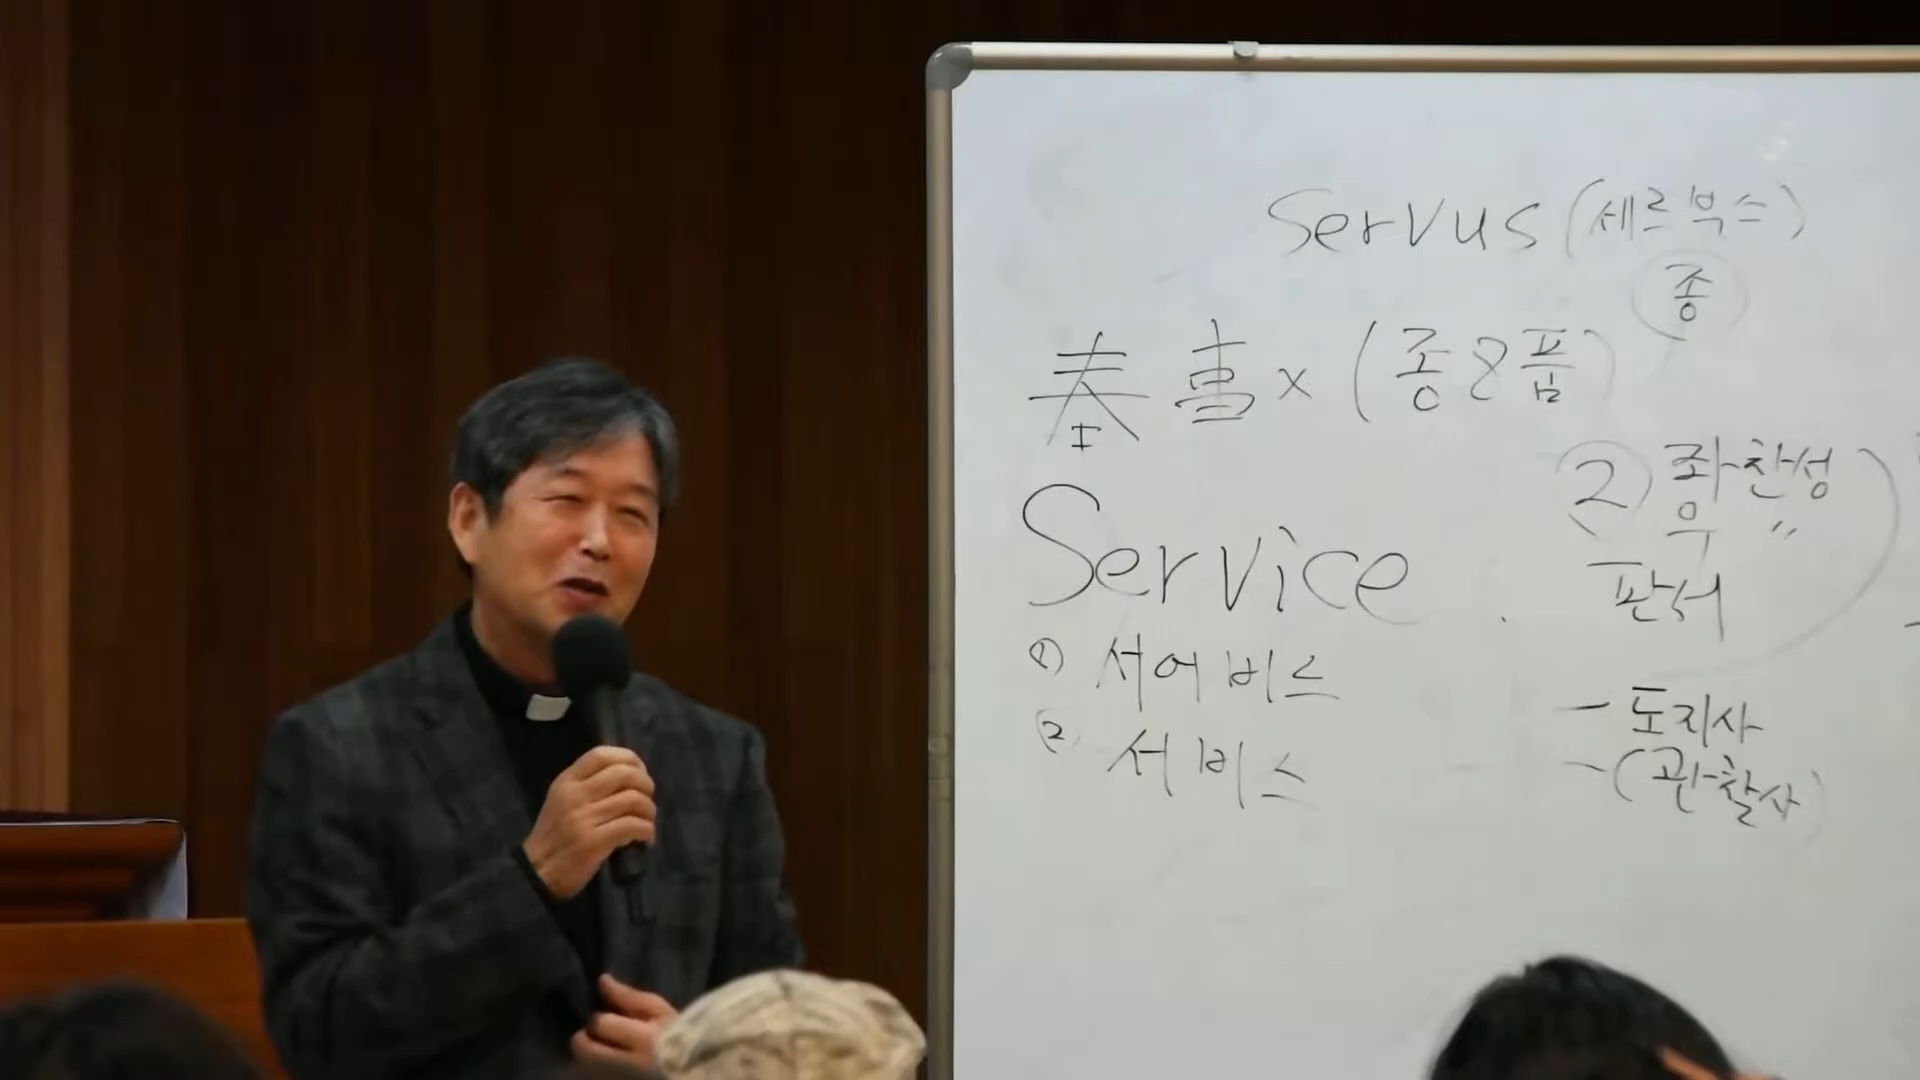 Servus (세르부스)
종
奉 事 x (종 8품)
Service
① 서어비스
② 서비스
2) 좌찬성
우 〃
판서
- 도지사
- (관찰사)